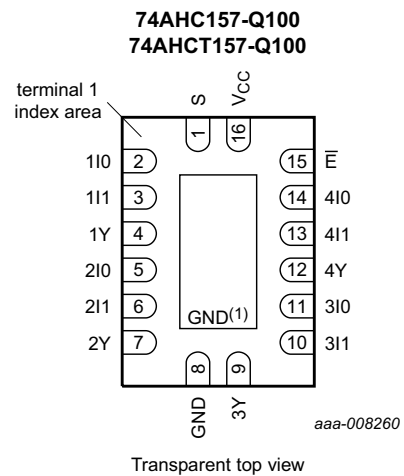 74AHC157-Q100
74AHCT157-Q100
terminal 1
index area
S
VCC
1
16
1I0 2 15 E̅
1I1 3 14 4I0
1Y 4 13 4I1
2I0 5 12 4Y
2I1 6 11 3I0
GND(1)
2Y 7 10 3I1
8 9
GND 3Y
aaa-008260
Transparent top view